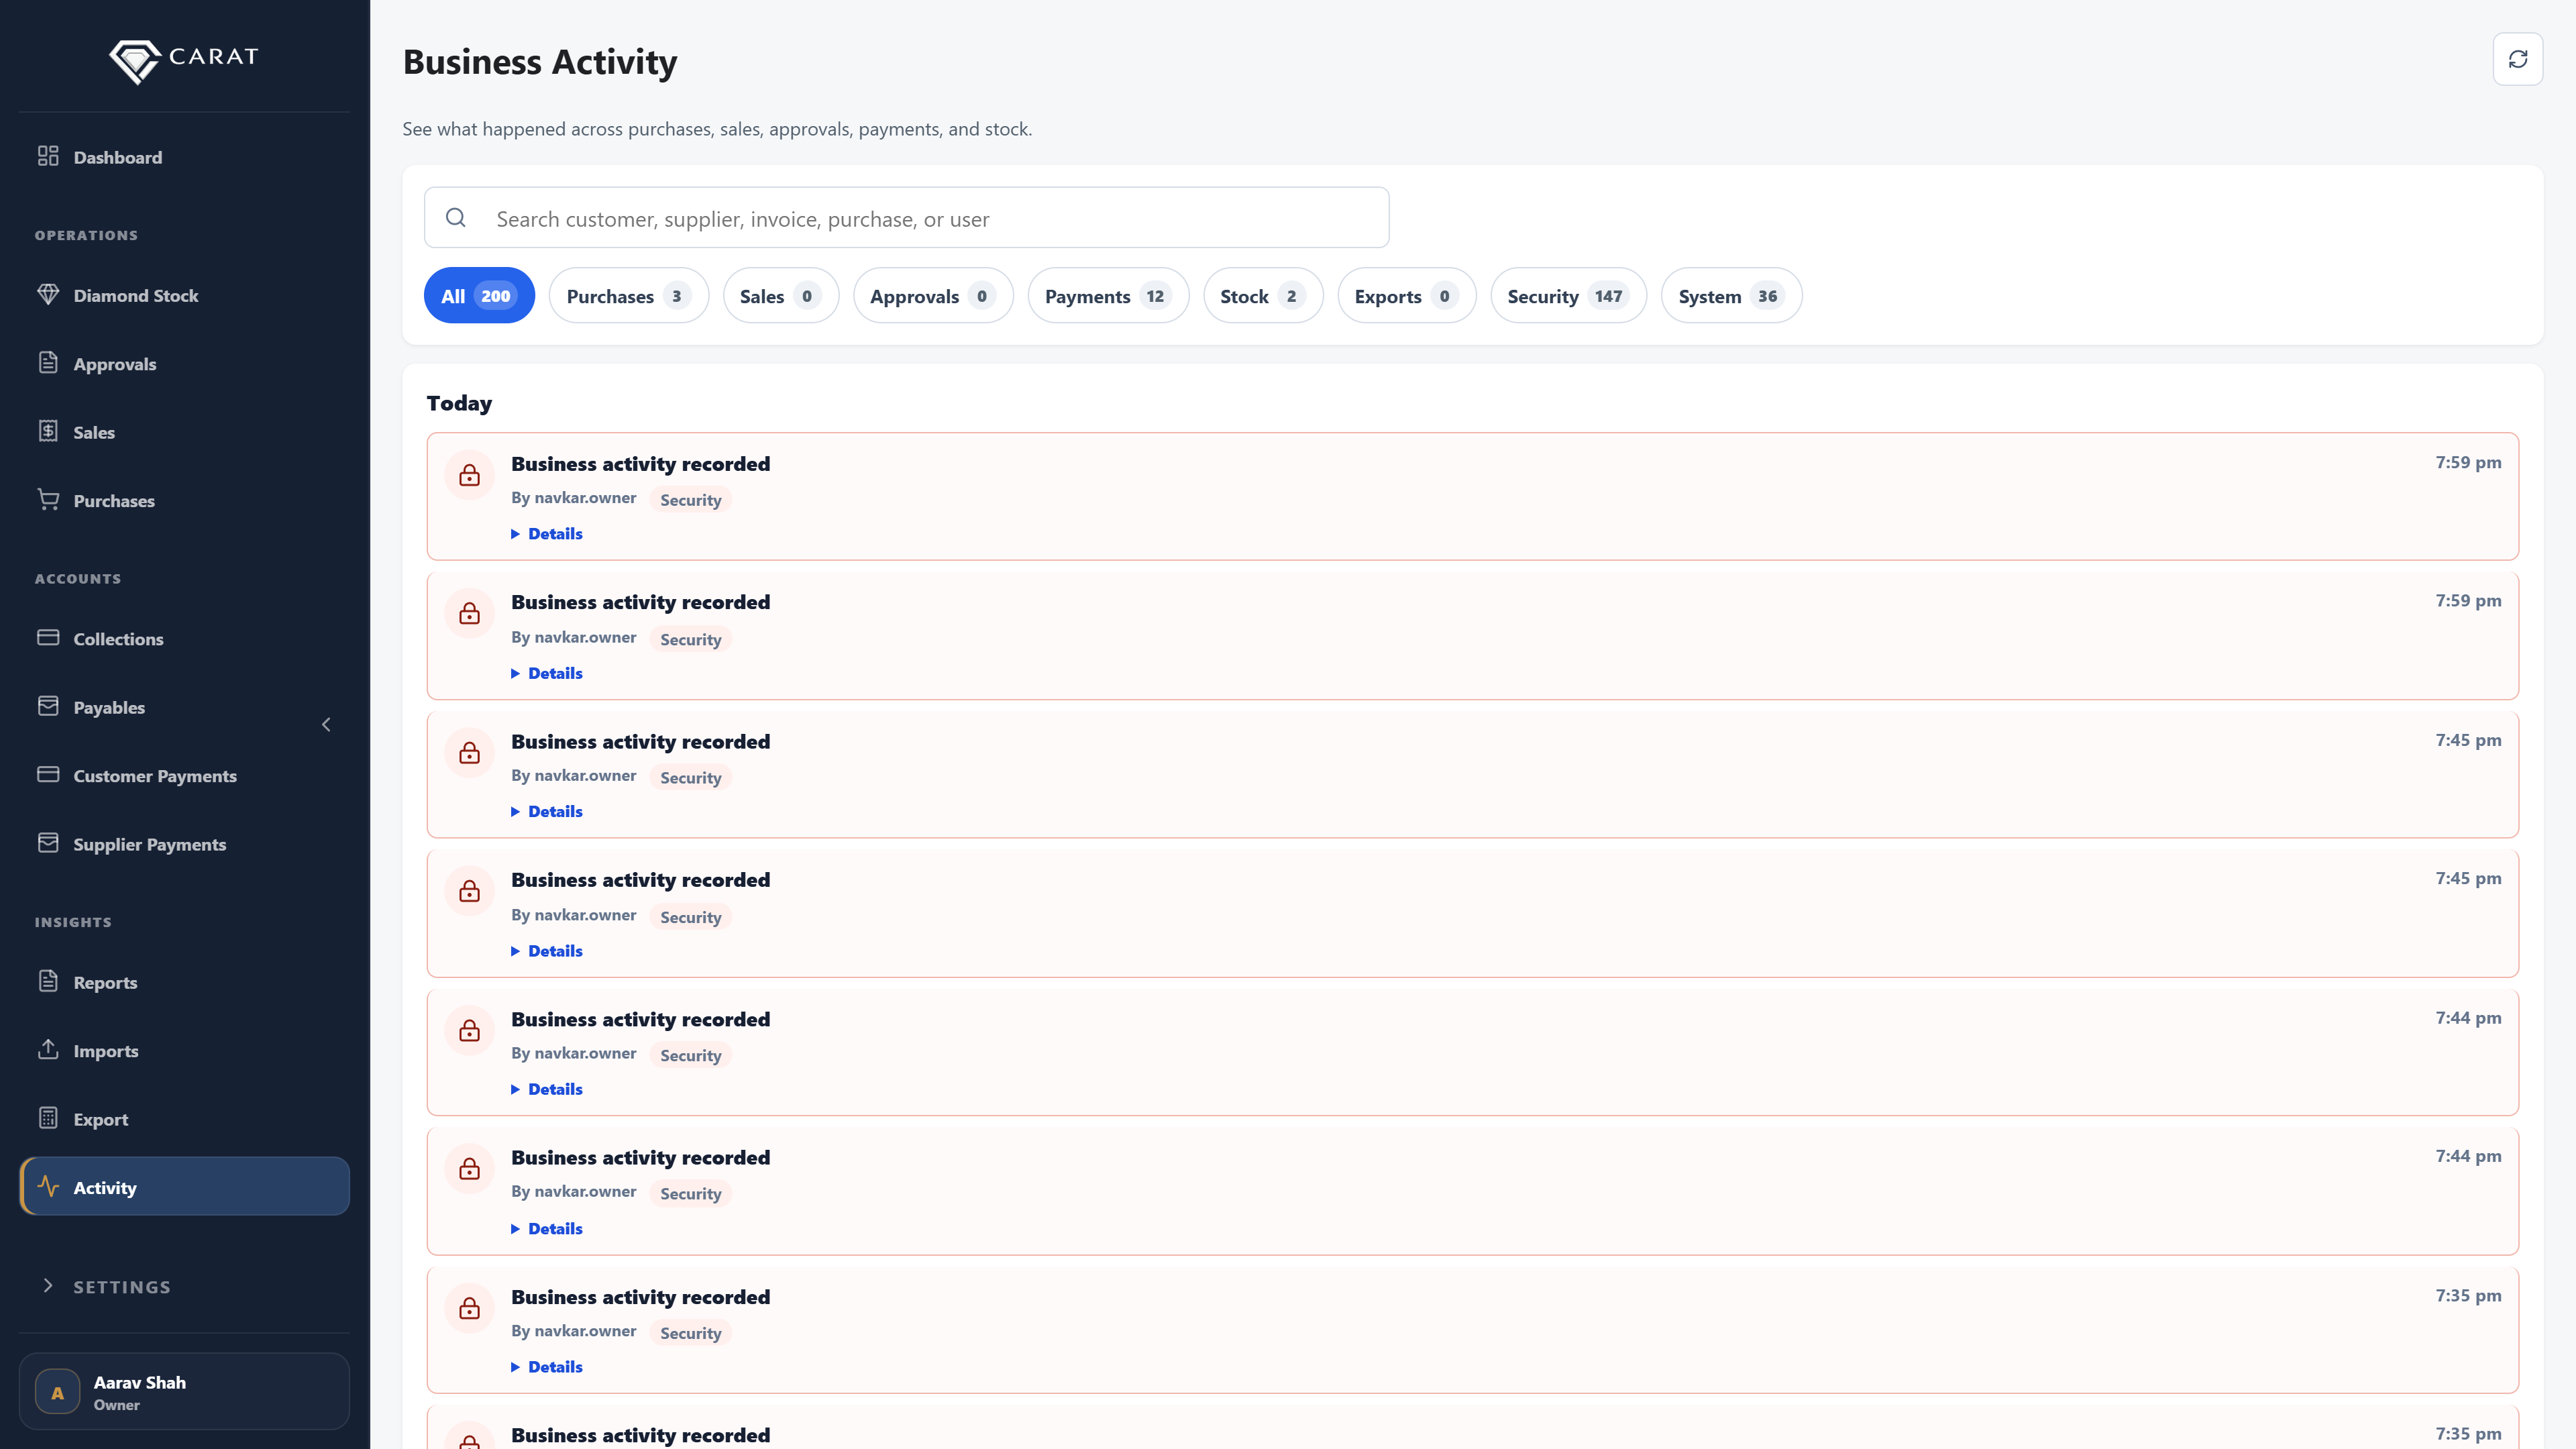 CARAT
Dashboard
OPERATIONS
Diamond Stock
Approvals
Sales
Purchases
ACCOUNTS
Collections
Payables
Customer Payments
Supplier Payments
INSIGHTS
Reports
Imports
Export
Activity
SETTINGS
A
Aarav Shah
Owner
Business Activity
See what happened across purchases, sales, approvals, payments, and stock.
Search customer, supplier, invoice, purchase, or user
All 200 Purchases 3 Sales 0 Approvals 0 Payments 12 Stock 2 Exports 0 Security 147 System 36
Today
Business activity recorded 7:59 pm
By navkar.owner Security
Details
Business activity recorded 7:59 pm
By navkar.owner Security
Details
Business activity recorded 7:45 pm
By navkar.owner Security
Details
Business activity recorded 7:45 pm
By navkar.owner Security
Details
Business activity recorded 7:44 pm
By navkar.owner Security
Details
Business activity recorded 7:44 pm
By navkar.owner Security
Details
Business activity recorded 7:35 pm
By navkar.owner Security
Details
Business activity recorded 7:35 pm